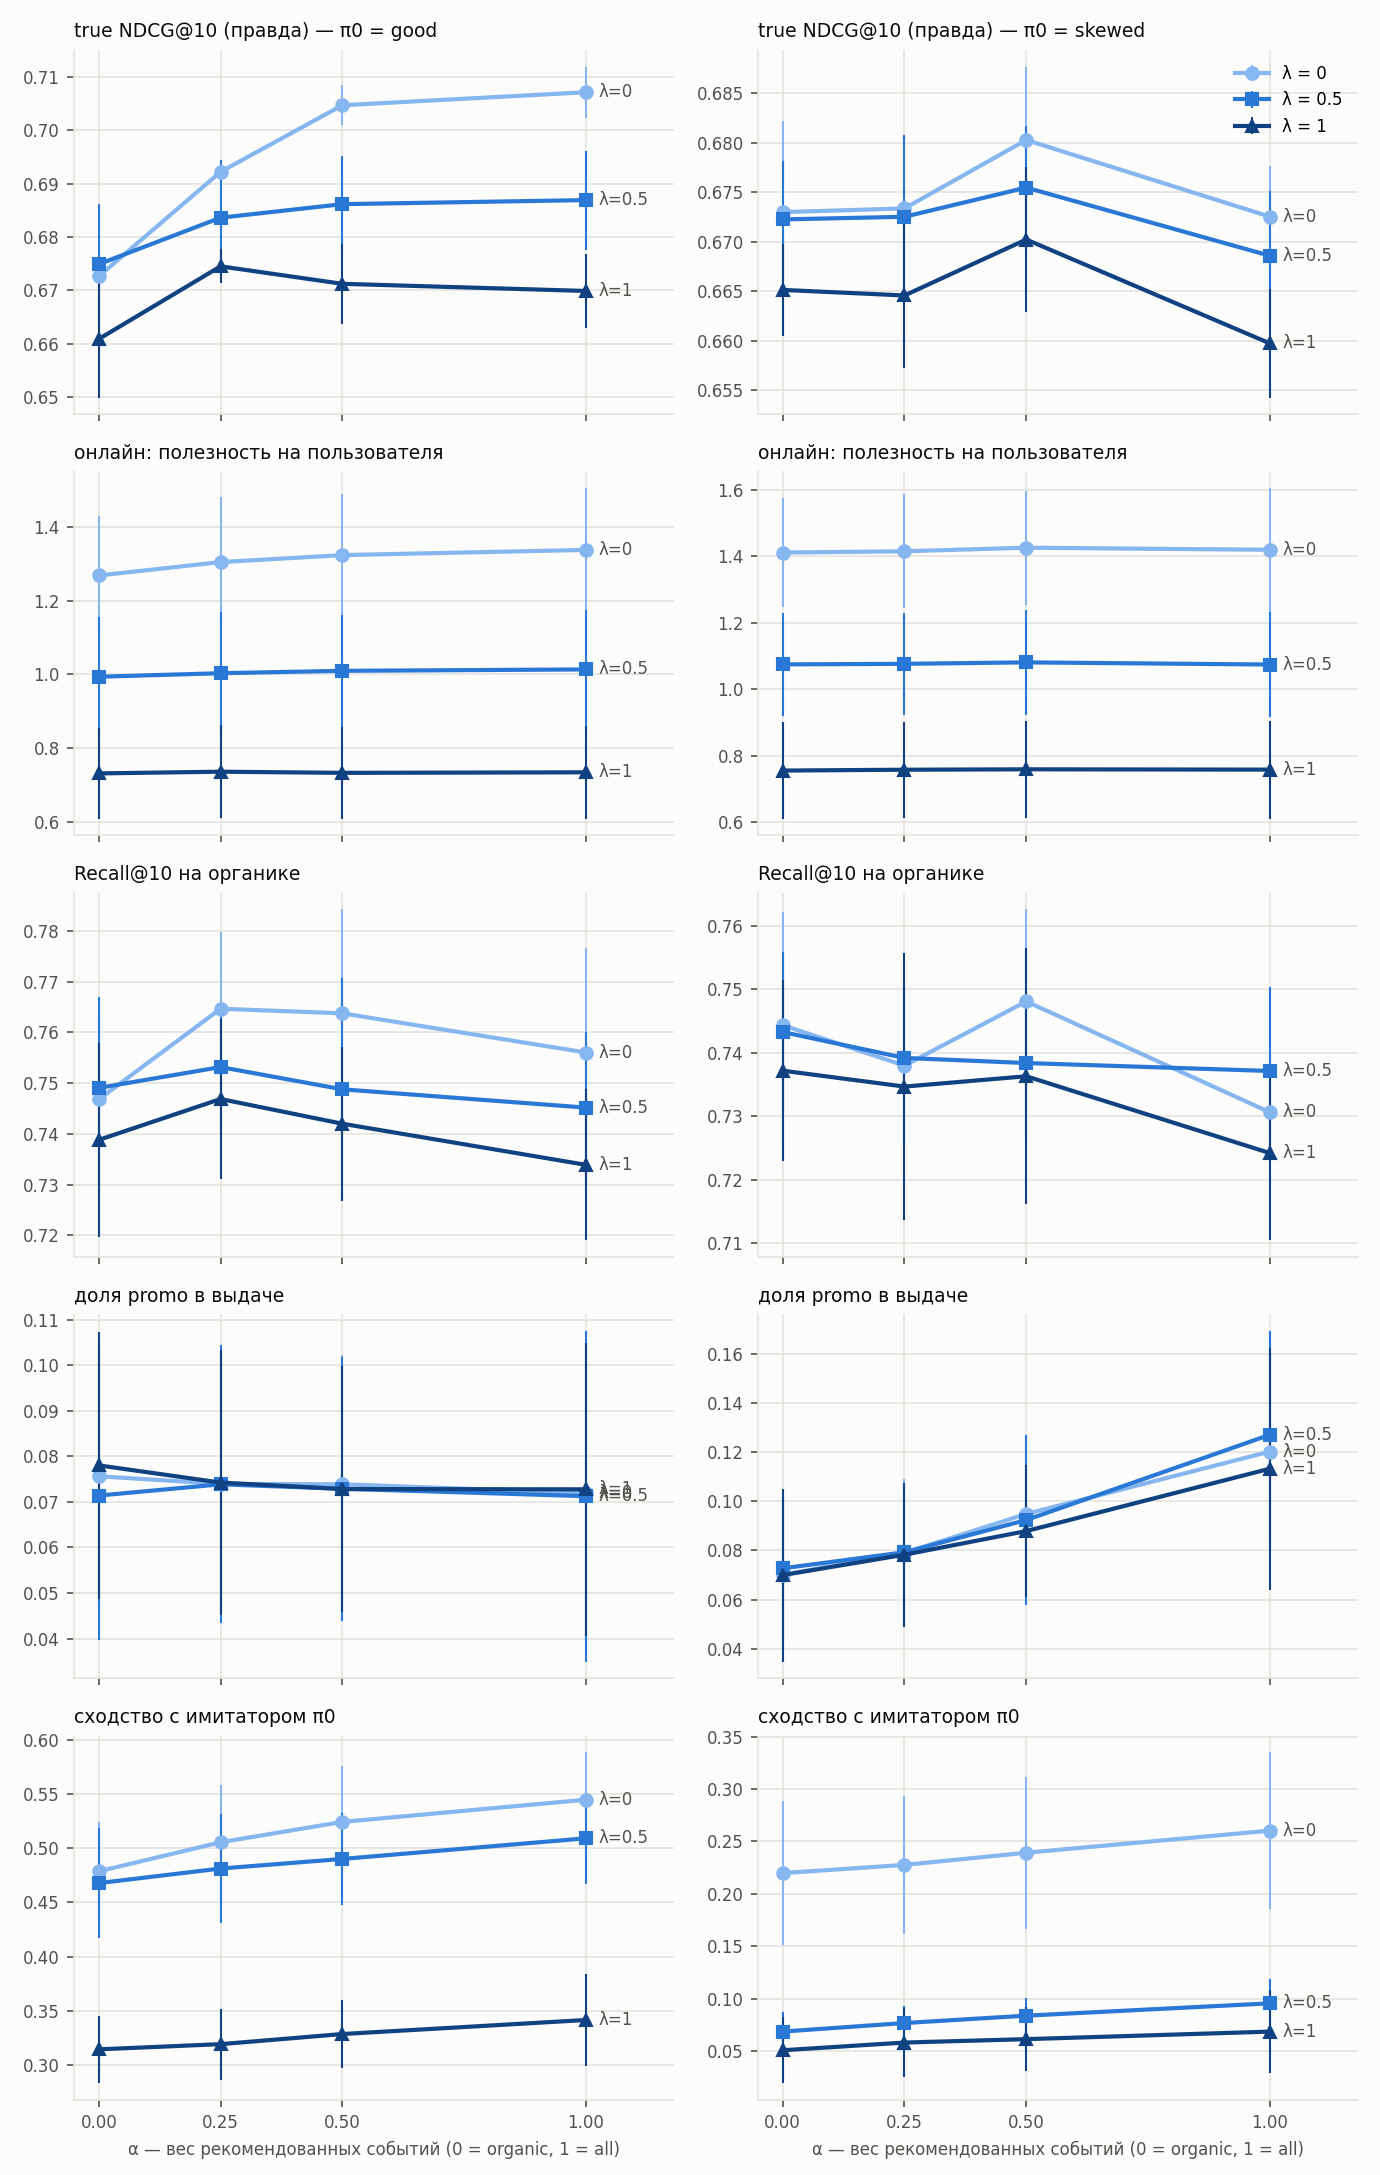 true NDCG@10 (правда) — π0 = good
0.71
0.70
0.69
0.68
0.67
0.66
0.65
λ=0
λ=0.5
λ=1
true NDCG@10 (правда) — π0 = skewed
0.685
0.680
0.675
0.670
0.665
0.660
0.655
λ = 0
λ = 0.5
λ = 1
λ=0
λ=0.5
λ=1
онлайн: полезность на пользователя
1.4
1.2
1.0
0.8
0.6
λ=0
λ=0.5
λ=1
онлайн: полезность на пользователя
1.6
1.4
1.2
1.0
0.8
0.6
λ=0
λ=0.5
λ=1
Recall@10 на органике
0.78
0.77
0.76
0.75
0.74
0.73
0.72
λ=0
λ=0.5
λ=1
Recall@10 на органике
0.76
0.75
0.74
0.73
0.72
0.71
λ=0.5
λ=0
λ=1
доля promo в выдаче
0.11
0.10
0.09
0.08
0.07
0.06
0.05
0.04
λ=1
λ=0
λ=0.5
доля promo в выдаче
0.16
0.14
0.12
0.10
0.08
0.06
0.04
λ=0.5
λ=0
λ=1
сходство с имитатором π0
0.60
0.55
0.50
0.45
0.40
0.35
0.30
λ=0
λ=0.5
λ=1
0.00 0.25 0.50 1.00
α — вес рекомендованных событий (0 = organic, 1 = all)
сходство с имитатором π0
0.35
0.30
0.25
0.20
0.15
0.10
0.05
λ=0
λ=0.5
λ=1
0.00 0.25 0.50 1.00
α — вес рекомендованных событий (0 = organic, 1 = all)